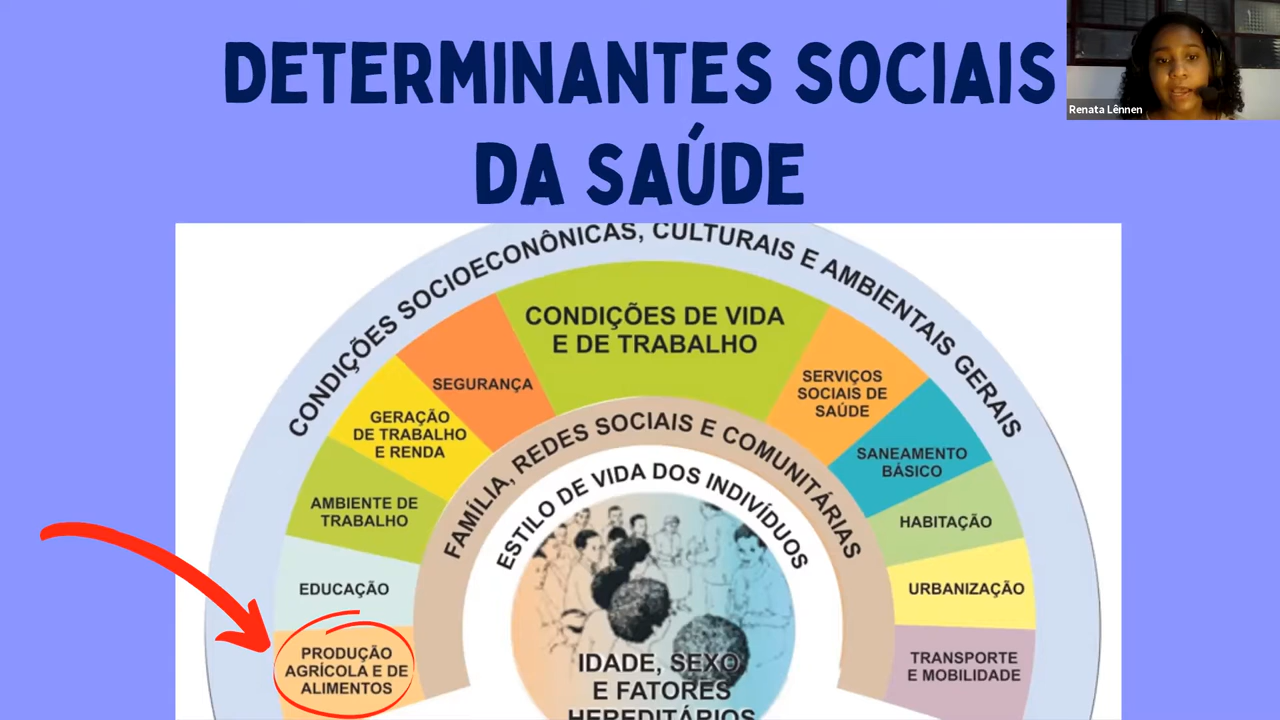 DETERMINANTES SOCIAIS
DA SAÚDE
Renata Lênnen
CONDIÇÕES SOCIOECONÔNICAS, CULTURAIS E AMBIENTAIS GERAIS
CONDIÇÕES DE VIDA
E DE TRABALHO
SEGURANÇA
SERVIÇOS
SOCIAIS DE
SAÚDE
GERAÇÃO
DE TRABALHO
E RENDA
SANEAMENTO
BÁSICO
AMBIENTE DE
TRABALHO
HABITAÇÃO
EDUCAÇÃO
URBANIZAÇÃO
PRODUÇÃO
AGRÍCOLA E DE
ALIMENTOS
TRANSPORTE
E MOBILIDADE
FAMÍLIA, REDES SOCIAIS E COMUNITÁRIAS
ESTILO DE VIDA DOS INDIVÍDUOS
IDADE, SEXO
E FATORES
HEREDITÁRIOS